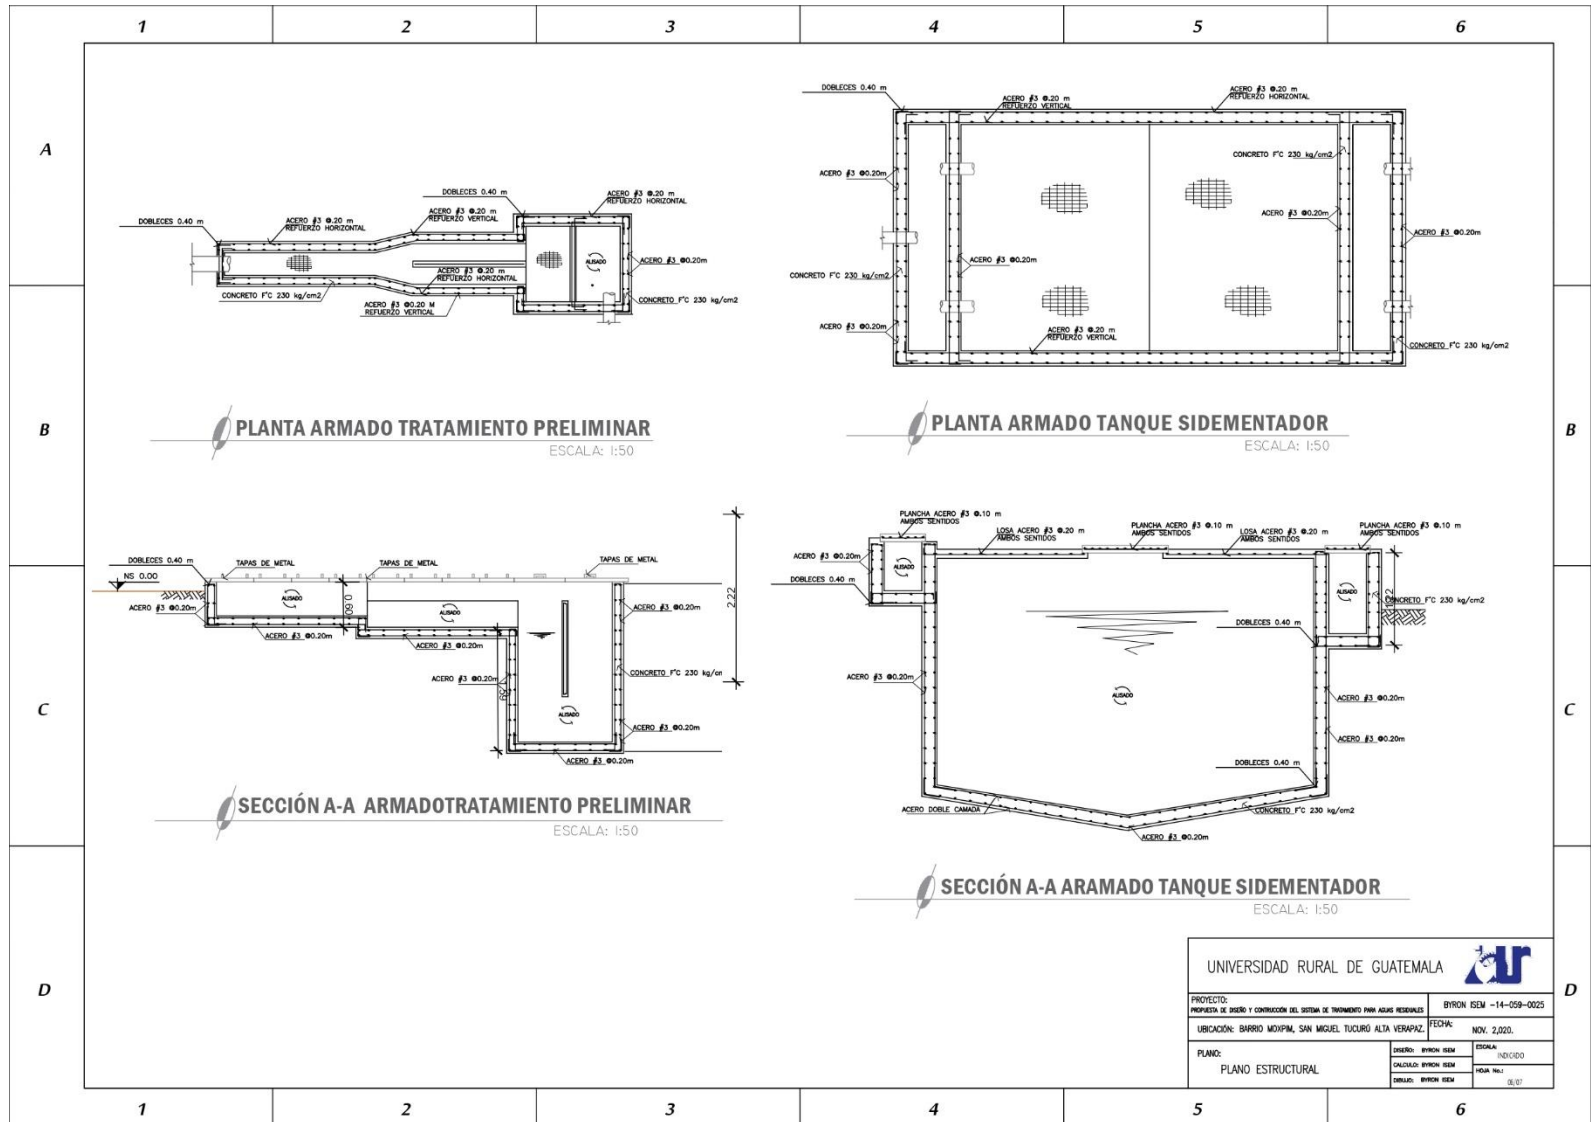 1 2 3 4 5 6
A
B
B
C
C
D
D
1 2 3 4 5 6
DOBLECES 0.40 m
ACERO #3 @.20 m
REFUERZO HORIZONTAL
DOBLECES 0.40 m
ACERO #3 @.20 m
REFUERZO VERTICAL
ACERO #3 @.20 m
REFUERZO HORIZONTAL
ALISADO
ACERO #3 @.20 m
REFUERZO HORIZONTAL
ACERO #3 @0.20m
CONCRETO F'C 230 kg/cm2
ACERO #3 @0.20 M
REFUERZO VERTICAL
CONCRETO F'C 230 kg/cm2
PLANTA ARMADO TRATAMIENTO PRELIMINAR
ESCALA: 1:50
DOBLECES 0.40 m
ACERO #3 @.20 m
REFUERZO VERTICAL
ACERO #3 @.20 m
REFUERZO HORIZONTAL
CONCRETO F'C 230 kg/cm2
ACERO #3 @0.20m
ACERO #3 @0.20m
ACERO #3 @0.20m
ACERO #3 @0.20m
CONCRETO F'C 230 kg/cm2
ACERO #3 @0.20m
ACERO #3 @.20 m
REFUERZO VERTICAL
CONCRETO F'C 230 kg/cm2
PLANTA ARMADO TANQUE SIDEMENTADOR
ESCALA: 1:50
DOBLECES 0.40 m
TAPAS DE METAL
TAPAS DE METAL
TAPAS DE METAL
NS 0.00
ALISADO
0.60
2.22
ACERO #3 @0.20m
ALISADO
ACERO #3 @0.20m
ACERO #3 @0.20m
ACERO #3 @0.20m
ACERO #3 @0.20m
CONCRETO F'C 230 kg/cm
ALISADO
ACERO #3 @0.20m
ACERO #3 @0.20m
SECCIÓN A-A ARMADOTRATAMIENTO PRELIMINAR
ESCALA: 1:50
PLANCHA ACERO #3 @.10 m
AMBOS SENTIDOS
LOSA ACERO #3 @.20 m
AMBOS SENTIDOS
PLANCHA ACERO #3 @.10 m
AMBOS SENTIDOS
LOSA ACERO #3 @.20 m
AMBOS SENTIDOS
PLANCHA ACERO #3 @.10 m
AMBOS SENTIDOS
ACERO #3 @0.20m
ALISADO
DOBLECES 0.40 m
ALISADO
CONCRETO F'C 230 kg/cm2
DOBLECES 0.40 m
ACERO #3 @0.20m
ALISADO
ACERO #3 @0.20m
ACERO #3 @0.20m
DOBLECES 0.40 m
ACERO DOBLE CAMADA
CONCRETO F'C 230 kg/cm2
ACERO #3 @0.20m
SECCIÓN A-A ARAMADO TANQUE SIDEMENTADOR
ESCALA: 1:50
UNIVERSIDAD RURAL DE GUATEMALA
PROYECTO:
PROPUESTA DE DISEÑO Y CONTRUCCIÓN DEL SISTEMA DE TRATAMIENTO PARA AGUAS RESIDUALES
BYRON ISEM -14-059-0025
UBICACIÓN: BARRIO MOXPIM, SAN MIGUEL TUCURÚ ALTA VERAPAZ.
FECHA: NOV. 2,020.
PLANO:
PLANO ESTRUCTURAL
DISEÑO: BYRON ISEM
CALCULO: BYRON ISEM
DIBUJO: BYRON ISEM
ESCALA:
INDICADO
HOJA No.:
06/07